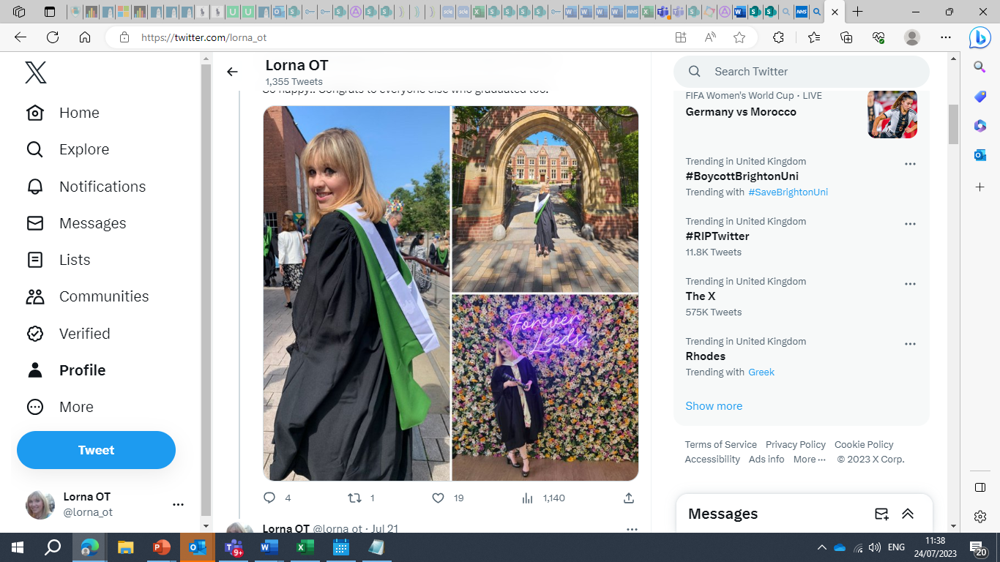 https://twitter.com/lorna_ot
X
Home
Explore
Notifications
Messages
Lists
Communities
Verified
Profile
More
Tweet
Lorna OT
@lorna_ot
Lorna OT
1,355 Tweets
So happy.. Congrats to everyone else who graduated too.
Forever
Leeds
4
1
19
1,140
Lorna OT @lorna_ot · Jul 21
Search Twitter
FIFA Women's World Cup · LIVE
Germany vs Morocco
Trending in United Kingdom
#BoycottBrightonUni
Trending with #SaveBrightonUni
Trending in United Kingdom
#RIPTwitter
11.8K Tweets
Trending in United Kingdom
The X
575K Tweets
Trending in United Kingdom
Rhodes
Trending with Greek
Show more
Terms of Service Privacy Policy Cookie Policy
Accessibility Ads info More ··· © 2023 X Corp.
Messages
9+
ENG
11:38
24/07/2023
20